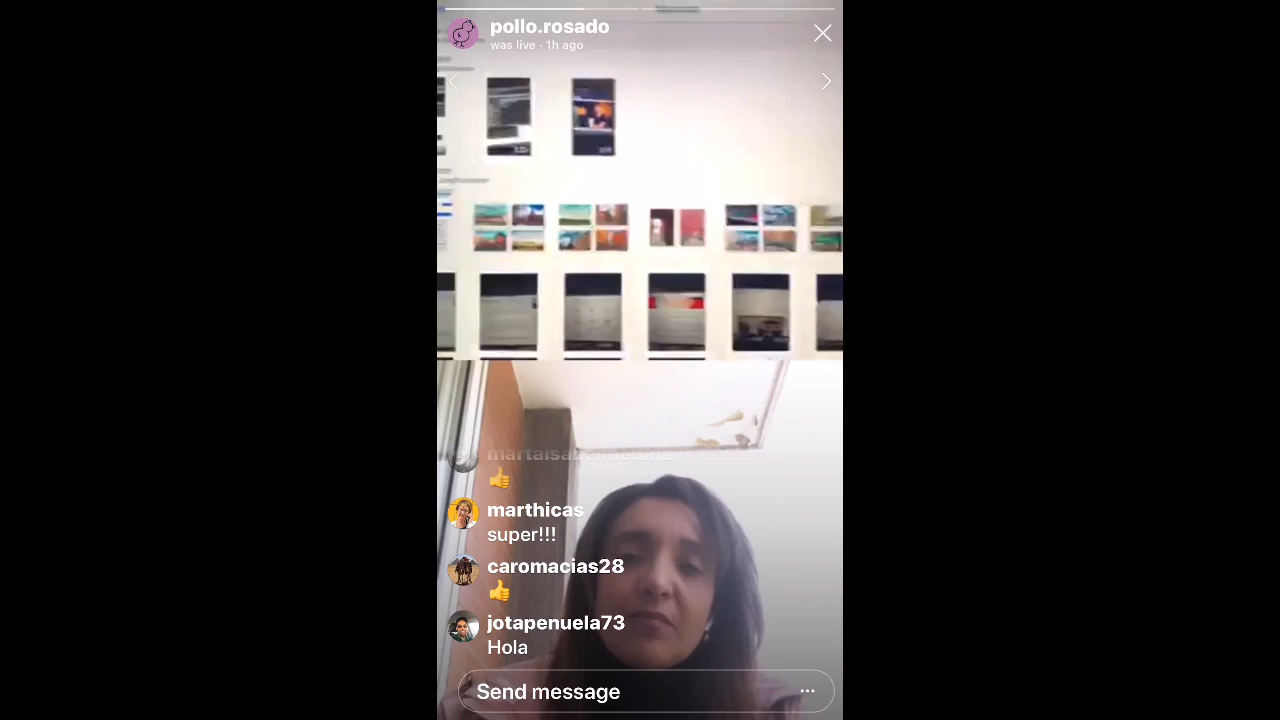 pollo.rosado
was live · 1h ago
👍
marthicas
super!!!
caromacias28
👍
jotapenuela73
Hola
Send message